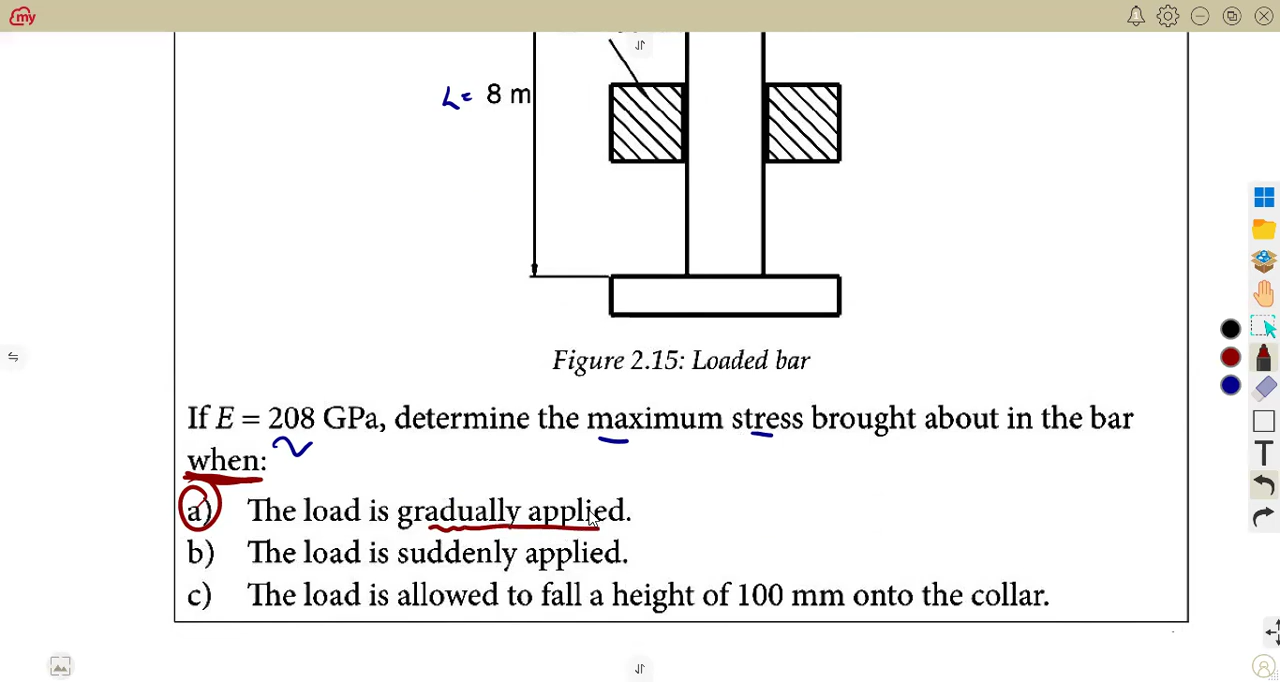 my
L= 8 m
Figure 2.15: Loaded bar
If E = 208 GPa, determine the maximum stress brought about in the bar
when:
a) The load is gradually applied.
b) The load is suddenly applied.
c) The load is allowed to fall a height of 100 mm onto the collar.
T